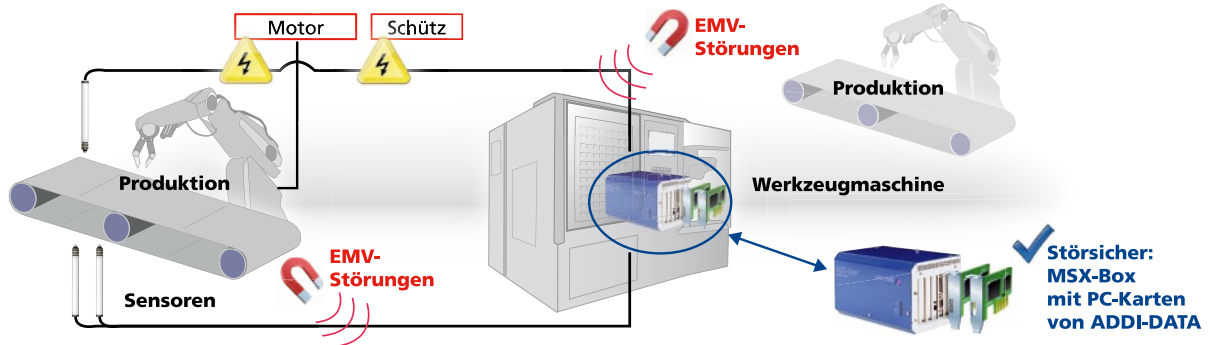 Motor
Schütz
EMV-
Störungen
Produktion
Produktion
Werkzeugmaschine
EMV-
Störungen
Sensoren
Störsicher:
MSX-Box
mit PC-Karten
von ADDI-DATA